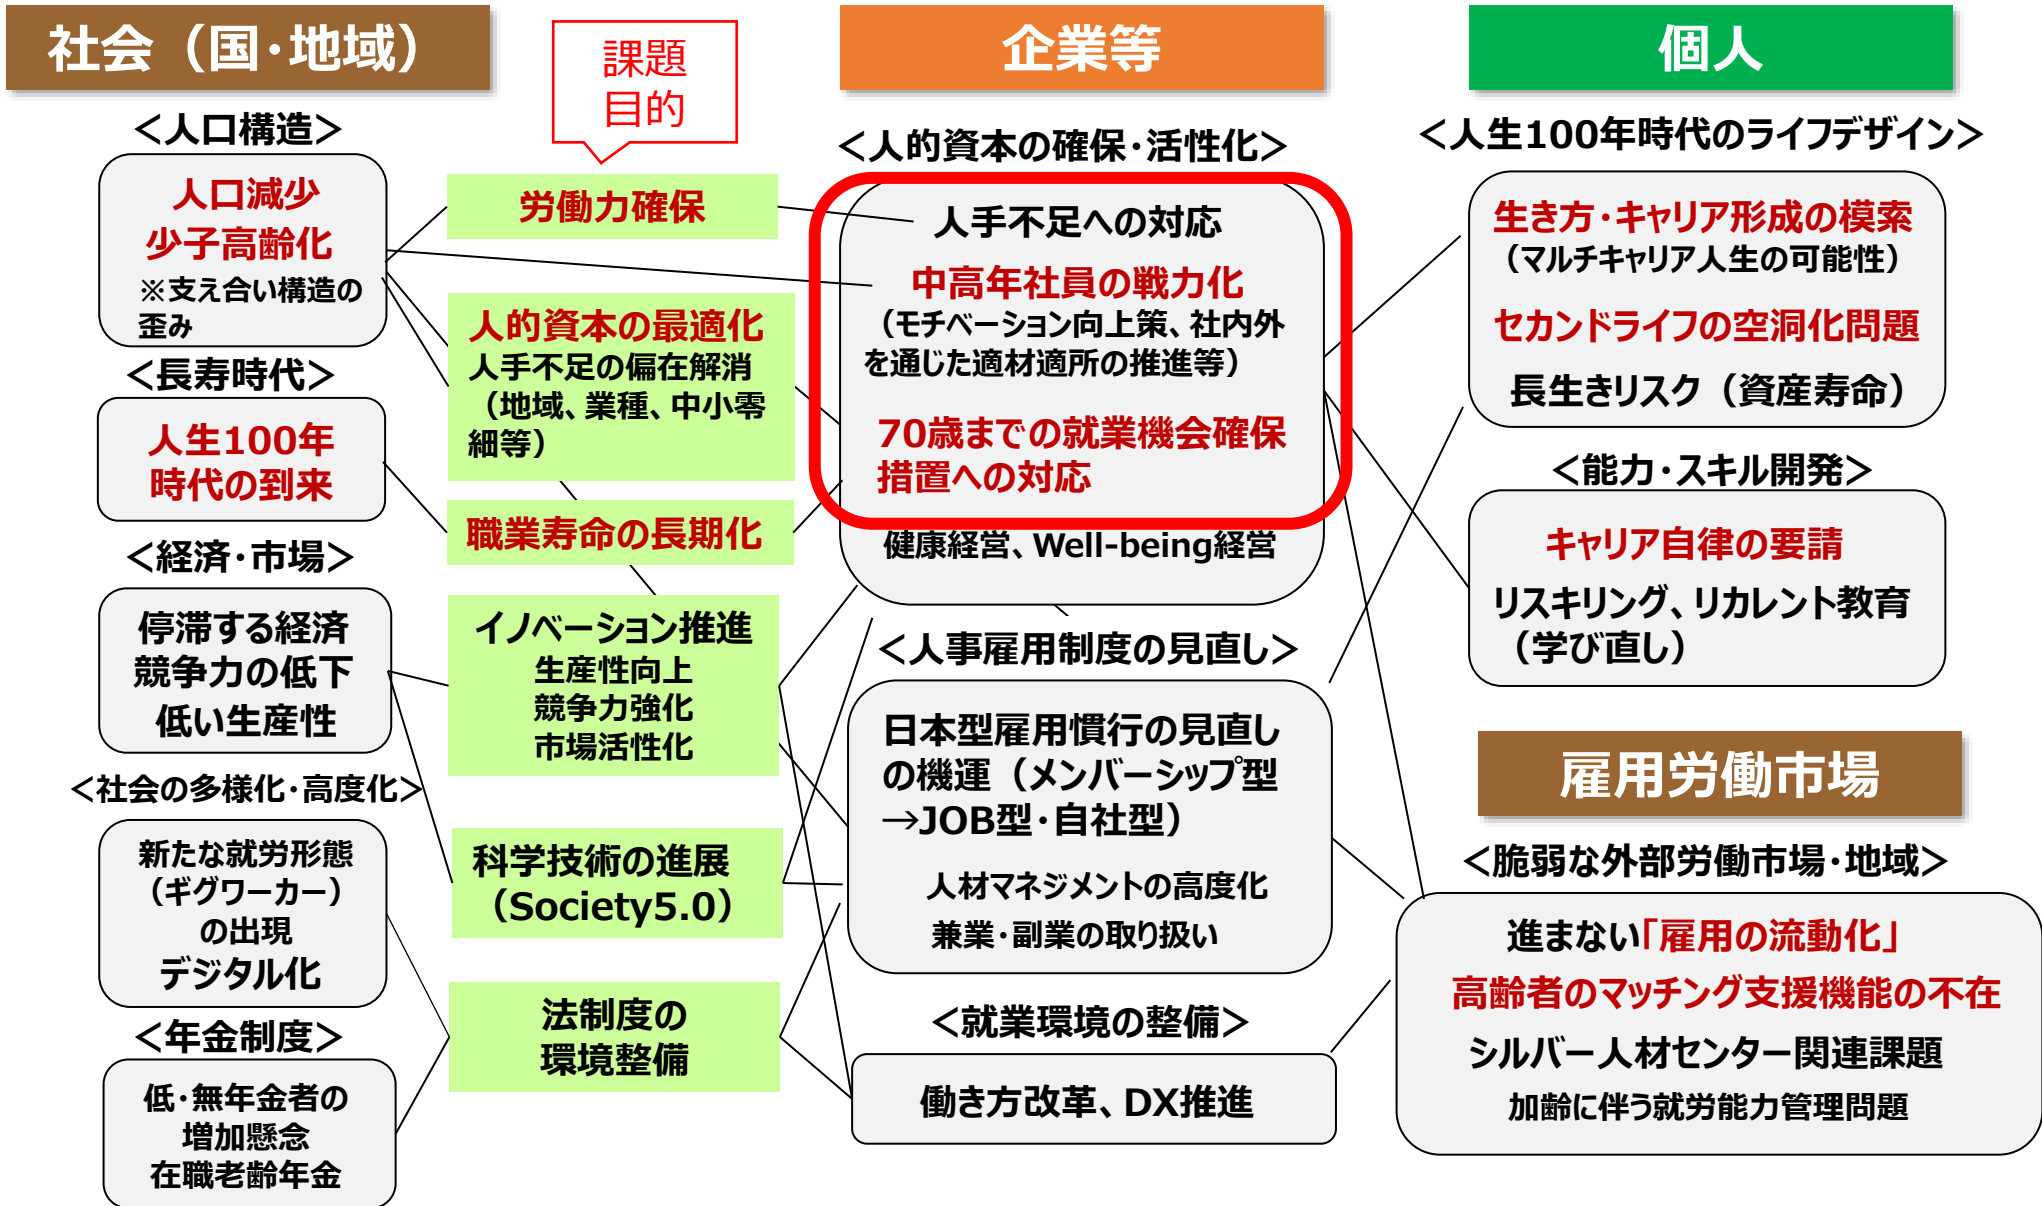 社会（国・地域）
＜人口構造＞
人口減少
少子高齢化
※支え合い構造の
歪み
＜長寿時代＞
人生100年
時代の到来
＜経済・市場＞
停滞する経済
競争力の低下
低い生産性
＜社会の多様化・高度化＞
新たな就労形態
（ギグワーカー）
の出現
デジタル化
＜年金制度＞
低・無年金者の
増加懸念
在職老齢年金
課題
目的
労働力確保
人的資本の最適化
人手不足の偏在解消
（地域、業種、中小零
細等）
職業寿命の長期化
イノベーション推進
生産性向上
競争力強化
市場活性化
科学技術の進展
（Society5.0）
法制度の
環境整備
企業等
＜人的資本の確保・活性化＞
人手不足への対応
中高年社員の戦力化
（モチベーション向上策、社内外
を通じた適材適所の推進等）
70歳までの就業機会確保
措置への対応
健康経営、Well-being経営
＜人事雇用制度の見直し＞
日本型雇用慣行の見直し
の機運（メンバーシップ型
→JOB型・自社型）
人材マネジメントの高度化
兼業・副業の取り扱い
＜就業環境の整備＞
働き方改革、DX推進
個人
＜人生100年時代のライフデザイン＞
生き方・キャリア形成の模索
（マルチキャリア人生の可能性）
セカンドライフの空洞化問題
長生きリスク（資産寿命）
＜能力・スキル開発＞
キャリア自律の要請
リスキリング、リカレント教育
（学び直し）
雇用労働市場
＜脆弱な外部労働市場・地域＞
進まない「雇用の流動化」
高齢者のマッチング支援機能の不在
シルバー人材センター関連課題
加齢に伴う就労能力管理問題